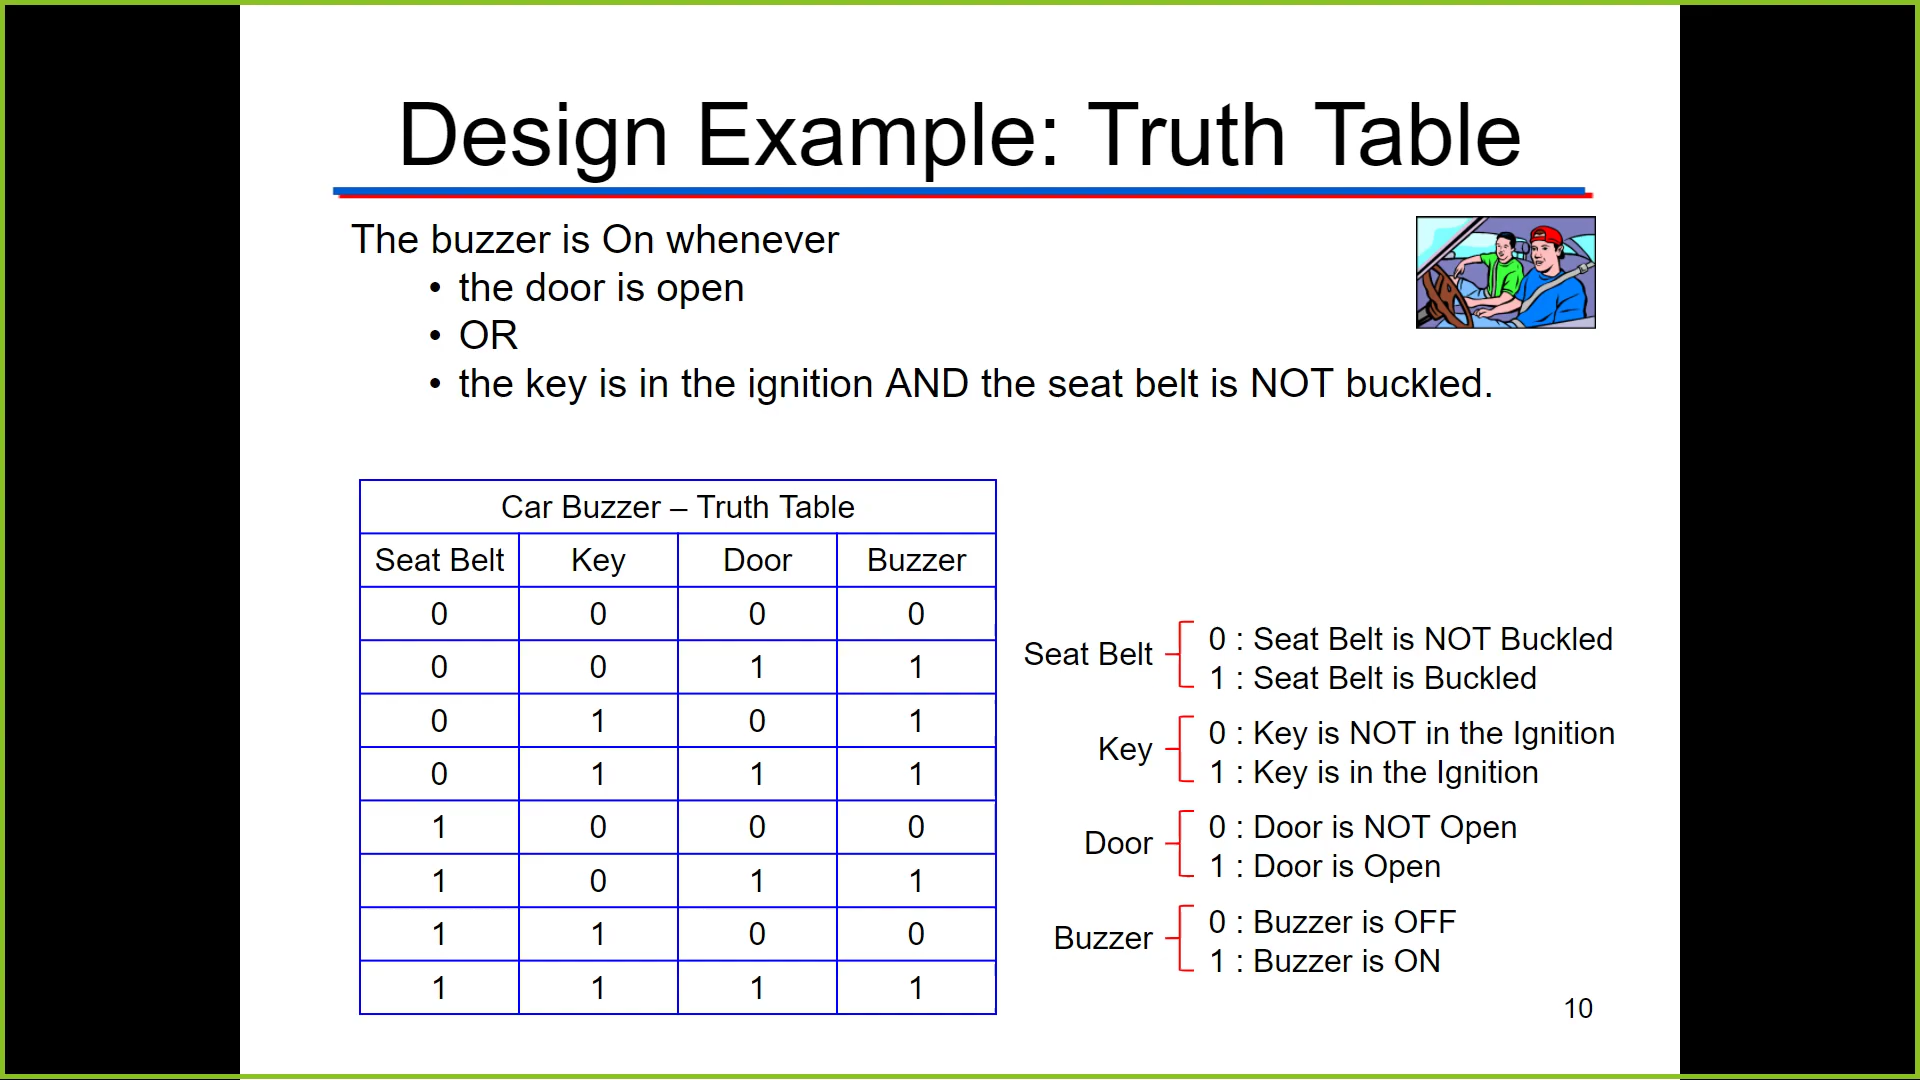 Design Example: Truth Table
The buzzer is On whenever
• the door is open
• OR
• the key is in the ignition AND the seat belt is NOT buckled.
Car Buzzer – Truth Table
Seat Belt Key Door Buzzer
0 0 0 0
0 0 1 1
0 1 0 1
0 1 1 1
1 0 0 0
1 0 1 1
1 1 0 0
1 1 1 1
Seat Belt
0 : Seat Belt is NOT Buckled
1 : Seat Belt is Buckled
Key
0 : Key is NOT in the Ignition
1 : Key is in the Ignition
Door
0 : Door is NOT Open
1 : Door is Open
Buzzer
0 : Buzzer is OFF
1 : Buzzer is ON
10